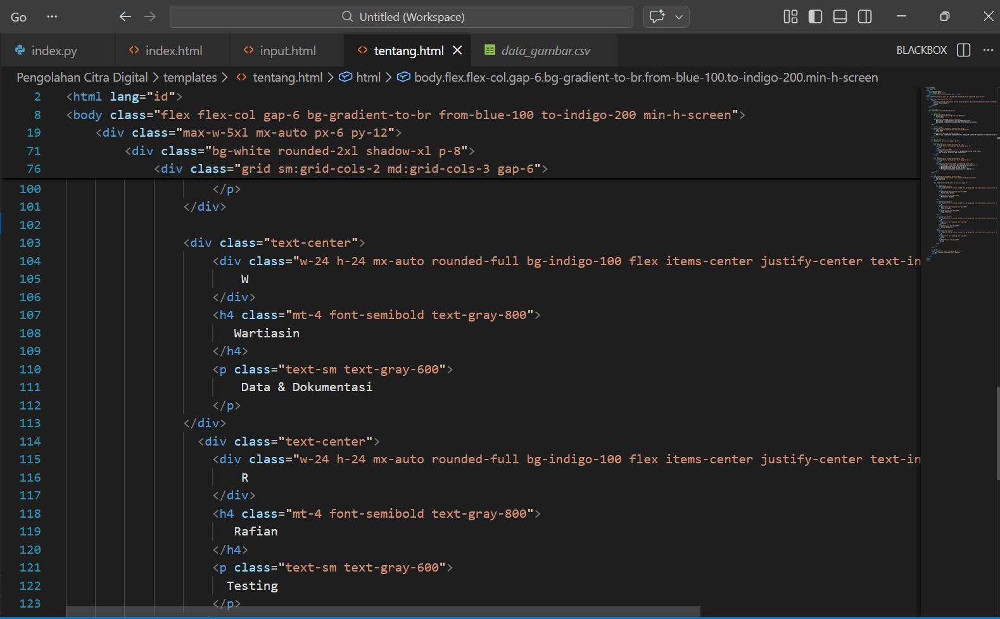 Go ··· Untitled (Workspace)
index.py index.html input.html tentang.html data_gambar.csv BLACKBOX
Pengolahan Citra Digital > templates > tentang.html > html > body.flex.flex-col.gap-6.bg-gradient-to-br.from-blue-100.to-indigo-200.min-h-screen
2 <html lang="id">
8 <body class="flex flex-col gap-6 bg-gradient-to-br from-blue-100 to-indigo-200 min-h-screen">
19 <div class="max-w-5xl mx-auto px-6 py-12">
71 <div class="bg-white rounded-2xl shadow-xl p-8">
76 <div class="grid sm:grid-cols-2 md:grid-cols-3 gap-6">
100 </p>
101 </div>
102
103 <div class="text-center">
104 <div class="w-24 h-24 mx-auto rounded-full bg-indigo-100 flex items-center justify-center text-in
105 W
106 </div>
107 <h4 class="mt-4 font-semibold text-gray-800">
108 Wartiasin
109 </h4>
110 <p class="text-sm text-gray-600">
111 Data & Dokumentasi
112 </p>
113 </div>
114 <div class="text-center">
115 <div class="w-24 h-24 mx-auto rounded-full bg-indigo-100 flex items-center justify-center text-in
116 R
117 </div>
118 <h4 class="mt-4 font-semibold text-gray-800">
119 Rafian
120 </h4>
121 <p class="text-sm text-gray-600">
122 Testing
123 </p>